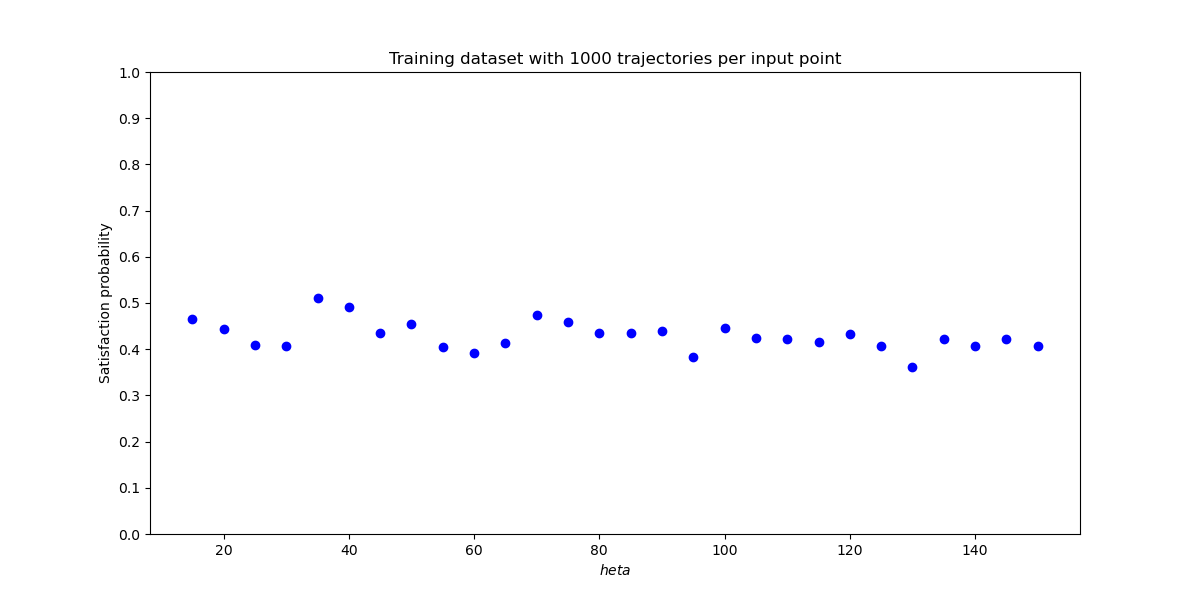 Training dataset with 1000 trajectories per input point
1.0
0.9
0.8
0.7
0.6
0.5
0.4
0.3
0.2
0.1
0.0
Satisfaction probability
20 40 60 80 100 120 140
heta